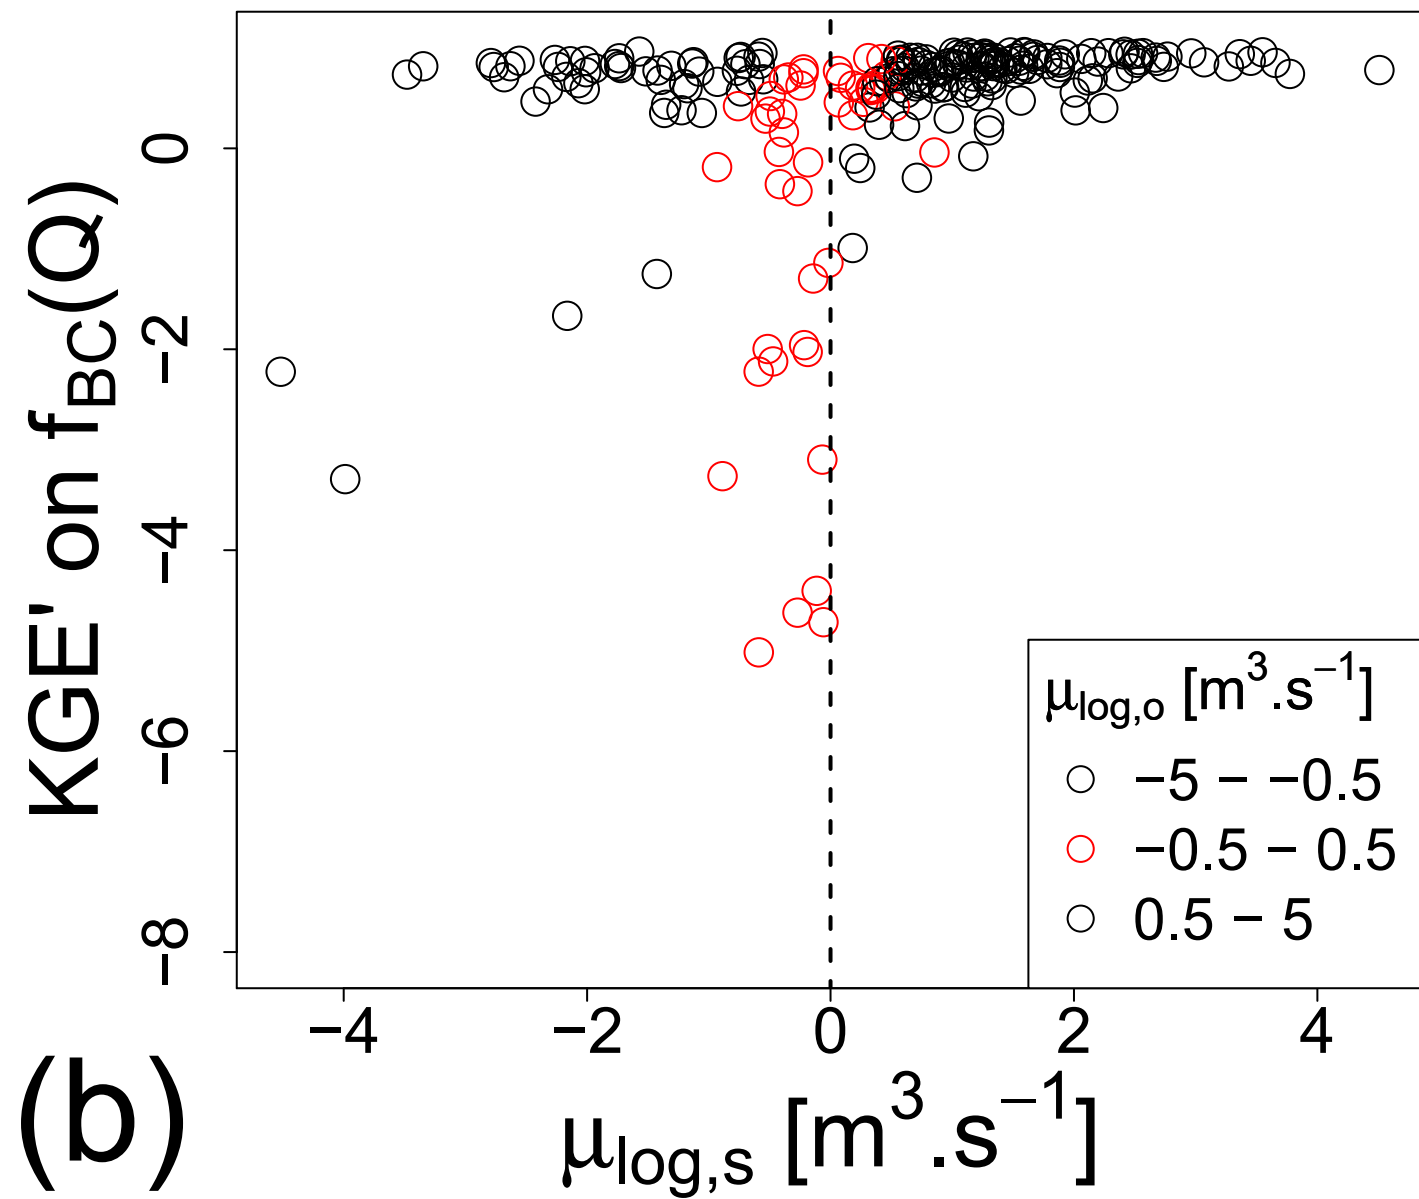 KGE' on f_BC(Q)
0
−2
−4
−6
−8
μ_log,o [m³.s⁻¹]
−5 − −0.5
−0.5 − 0.5
0.5 − 5
−4 −2 0 2 4
(b)
μ_log,s [m³.s⁻¹]